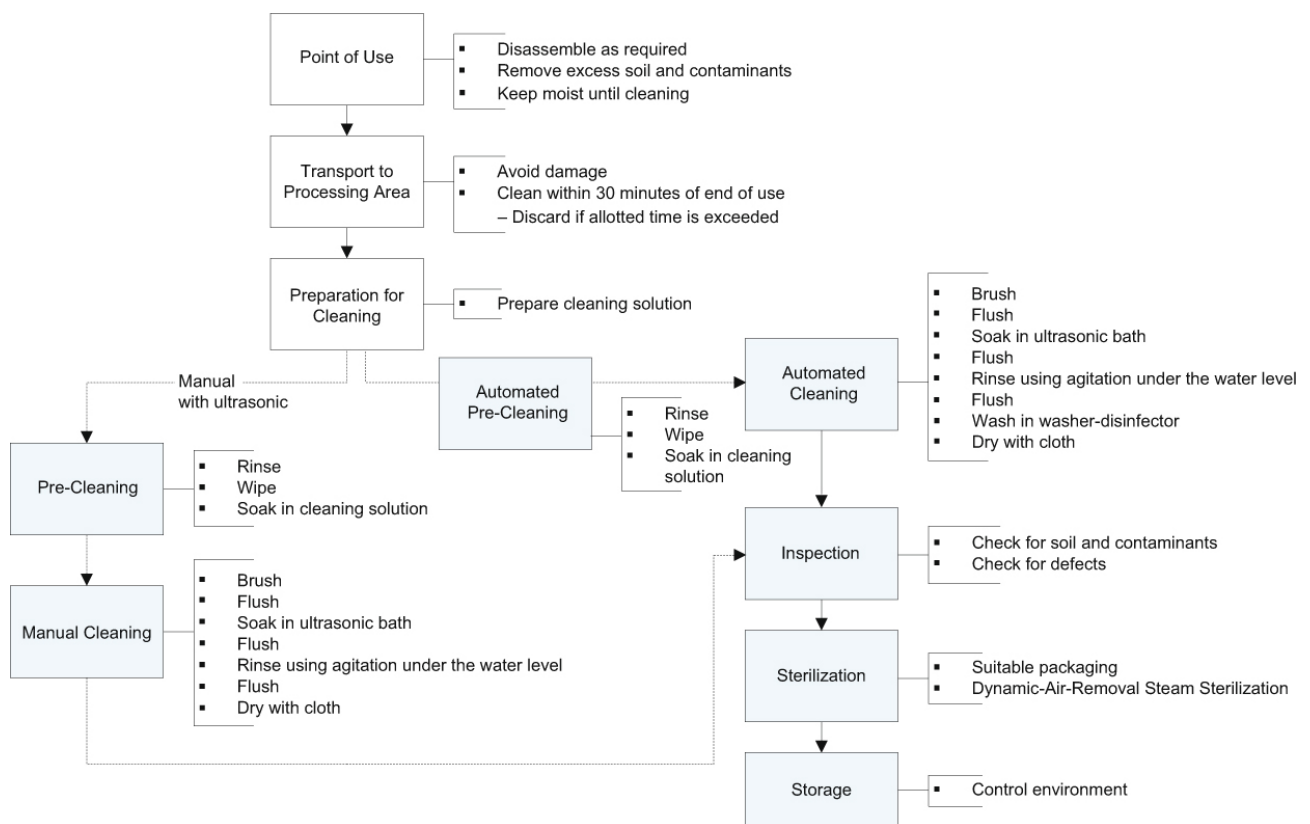 Point of Use
▪ Disassemble as required
▪ Remove excess soil and contaminants
▪ Keep moist until cleaning
Transport to
Processing Area
▪ Avoid damage
▪ Clean within 30 minutes of end of use
– Discard if allotted time is exceeded
Preparation for
Cleaning
▪ Prepare cleaning solution
Manual
with ultrasonic
Pre-Cleaning
▪ Rinse
▪ Wipe
▪ Soak in cleaning solution
Manual Cleaning
▪ Brush
▪ Flush
▪ Soak in ultrasonic bath
▪ Flush
▪ Rinse using agitation under the water level
▪ Flush
▪ Dry with cloth
Automated
Pre-Cleaning
▪ Rinse
▪ Wipe
▪ Soak in cleaning
solution
Automated
Cleaning
▪ Brush
▪ Flush
▪ Soak in ultrasonic bath
▪ Flush
▪ Rinse using agitation under the water level
▪ Flush
▪ Wash in washer-disinfector
▪ Dry with cloth
Inspection
▪ Check for soil and contaminants
▪ Check for defects
Sterilization
▪ Suitable packaging
▪ Dynamic-Air-Removal Steam Sterilization
Storage
▪ Control environment